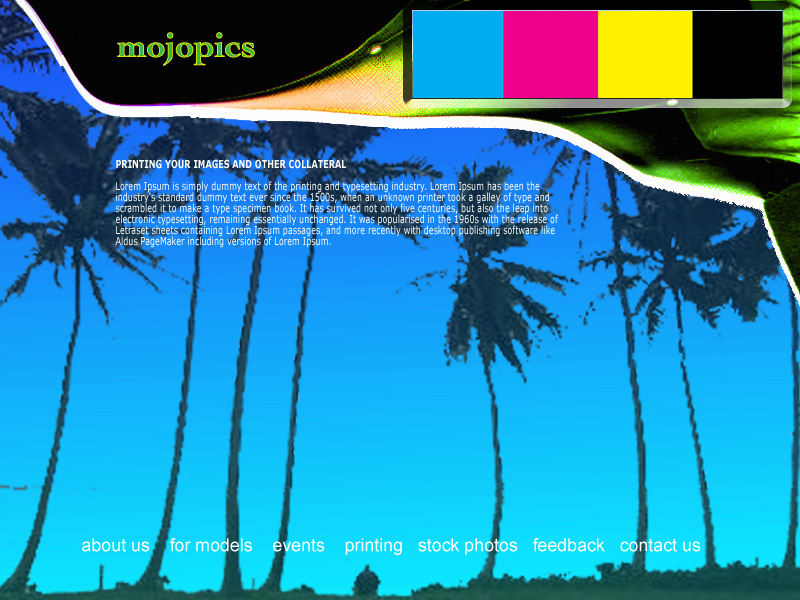 mojopics
PRINTING YOUR IMAGES AND OTHER COLLATERAL
Lorem Ipsum is simply dummy text of the printing and typesetting industry. Lorem Ipsum has been the
industry's standard dummy text ever since the 1500s, when an unknown printer took a galley of type and
scrambled it to make a type specimen book. It has survived not only five centuries, but also the leap into
electronic typesetting, remaining essentially unchanged. It was popularised in the 1960s with the release of
Letraset sheets containing Lorem Ipsum passages, and more recently with desktop publishing software like
Aldus PageMaker including versions of Lorem Ipsum.
about us for models events printing stock photos feedback contact us